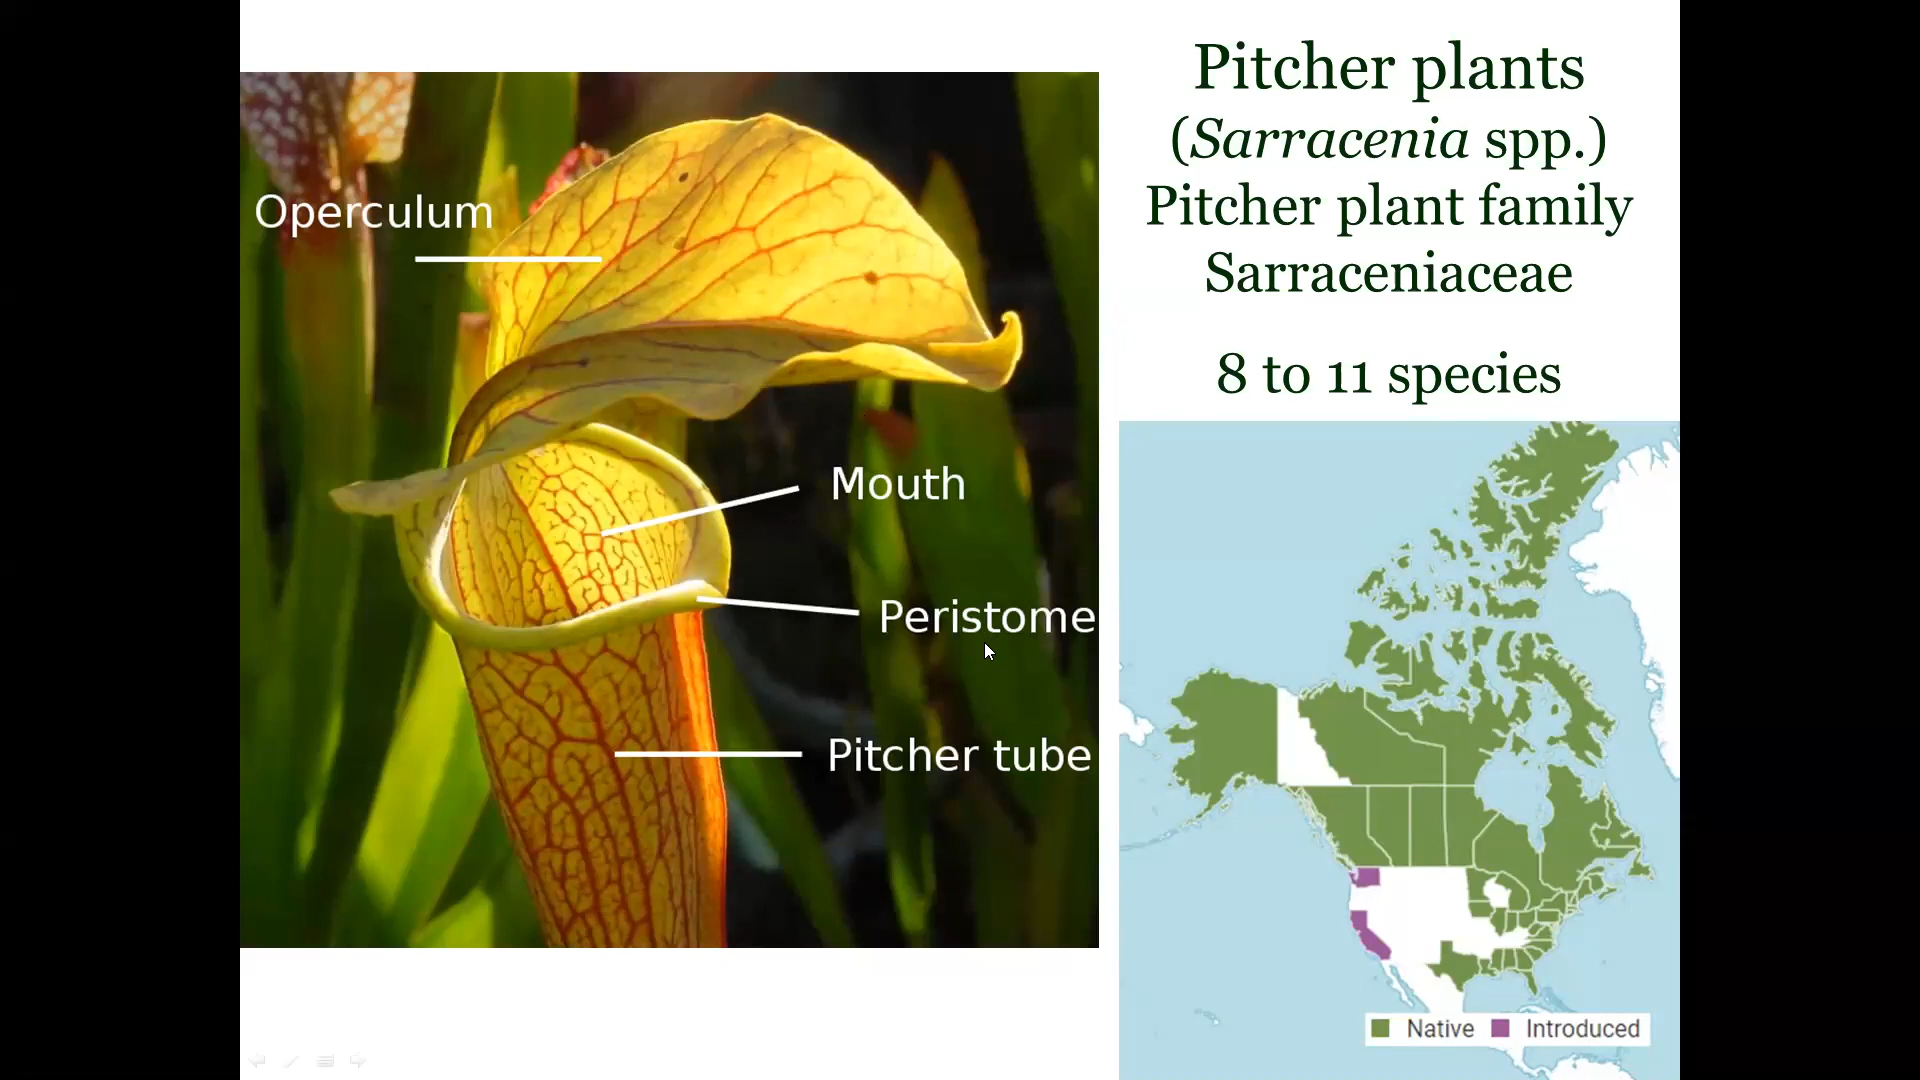 Pitcher plants
(Sarracenia spp.)
Pitcher plant family
Sarraceniaceae
8 to 11 species
Operculum
Mouth
Peristome
Pitcher tube
Native
Introduced